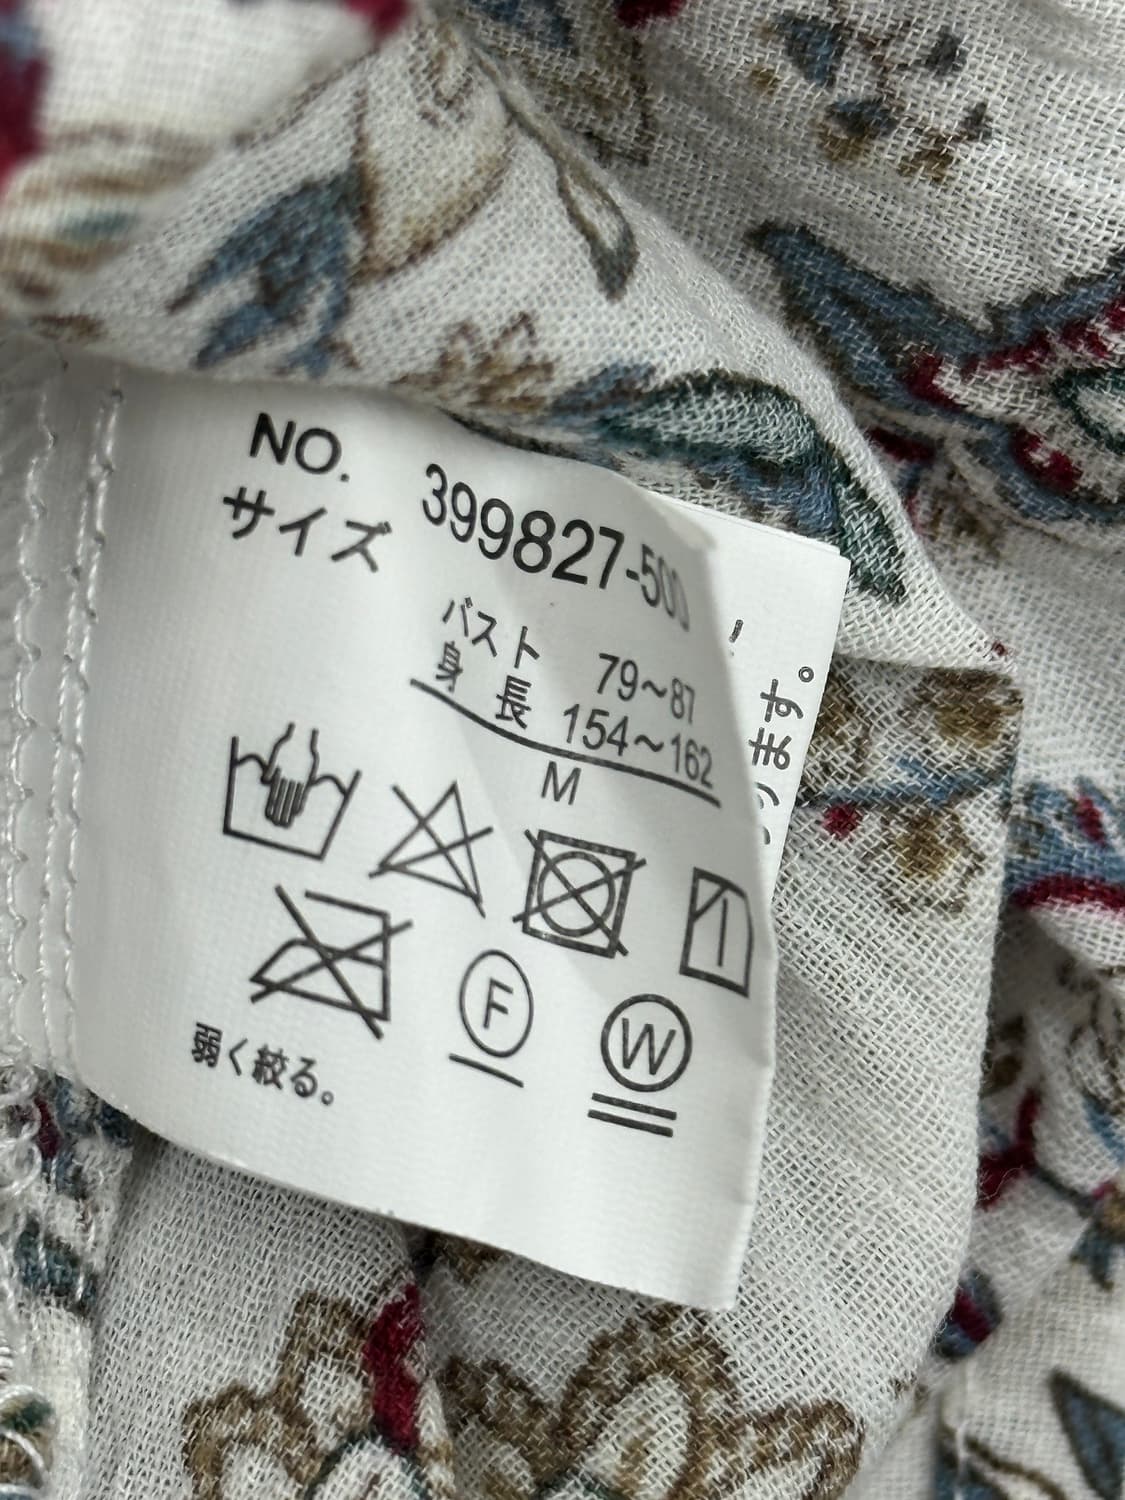 NO. 399827-500
サイズ
バスト 79～87
身長 154～162
M
F
W
弱く絞る。
ります。